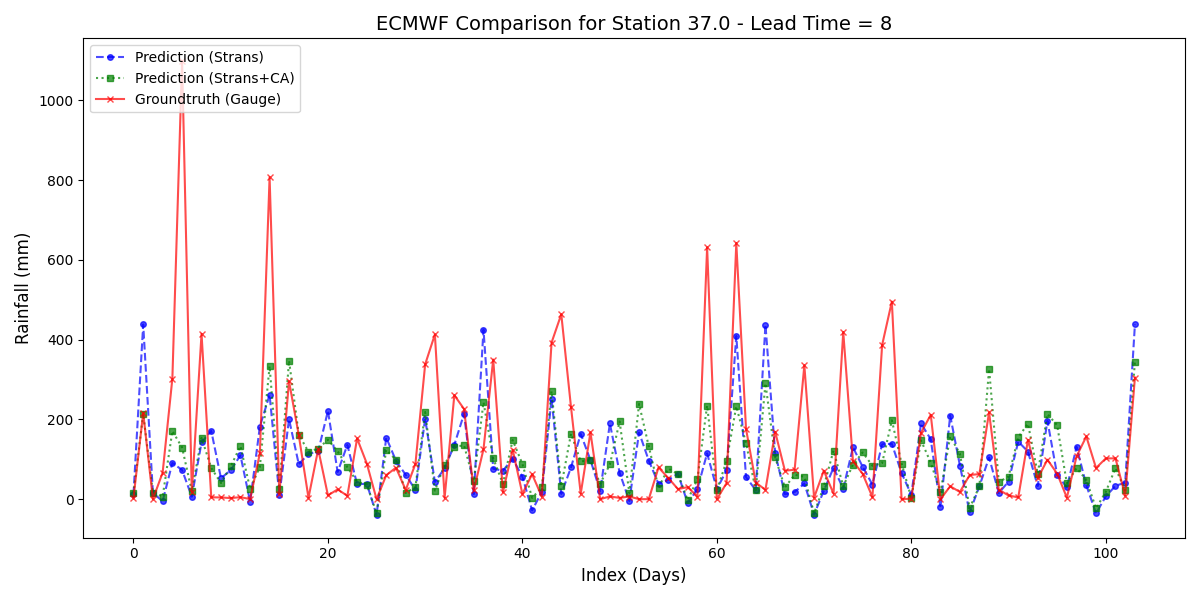 ECMWF Comparison for Station 37.0 - Lead Time = 8
Prediction (Strans)
Prediction (Strans+CA)
Groundtruth (Gauge)
Rainfall (mm)
1000
800
600
400
200
0
0 20 40 60 80 100
Index (Days)